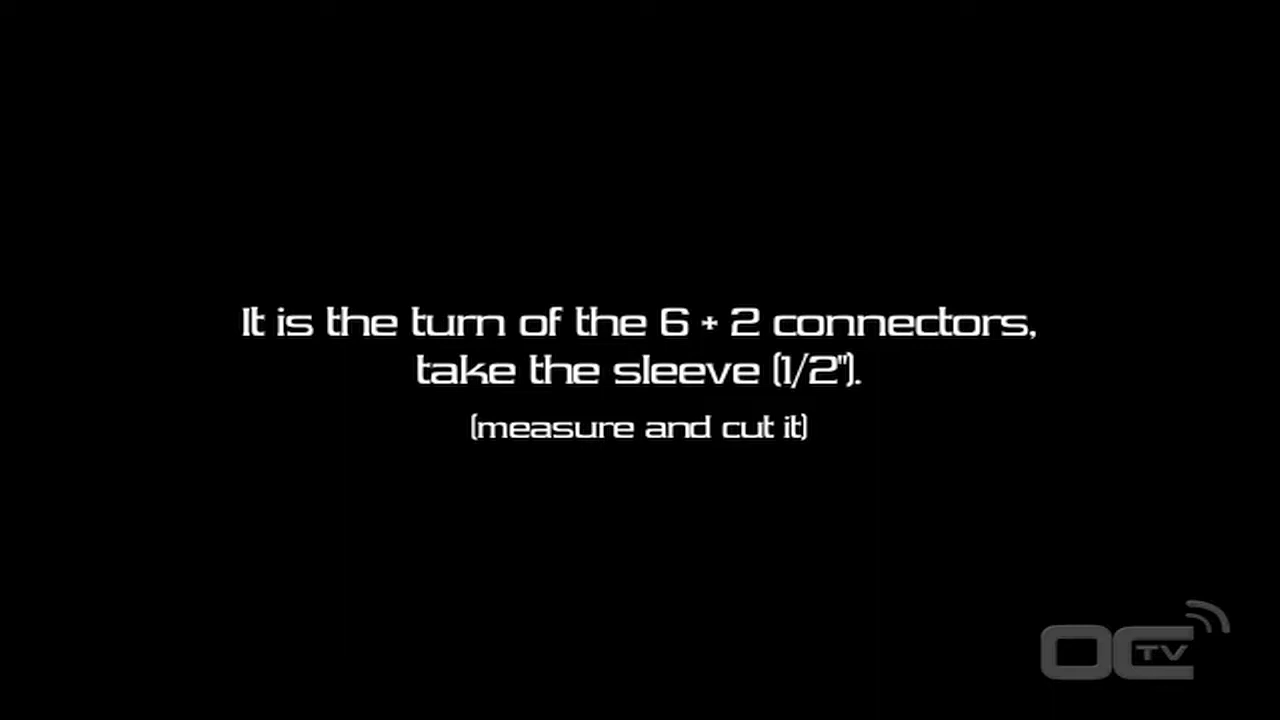 It is the turn of the 6 + 2 connectors,
take the sleeve (1/2").
(measure and cut it)
OC TV